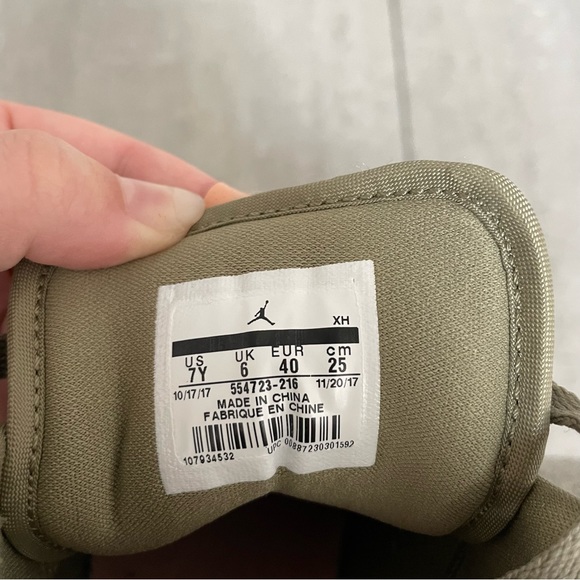 XH
US UK EUR cm
7Y 6 40 25
10/17/17 554723-216 11/20/17
MADE IN CHINA
FABRIQUE EN CHINE
107934532 UPC 00887230301592